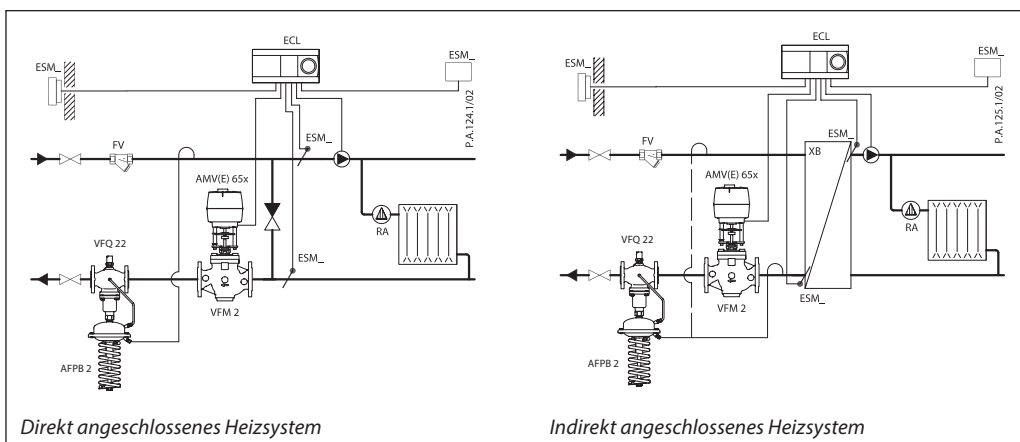 ECL
ESM_
ESM_
P.A.124.1/02
FV
ESM_
AMV(E) 65x
RA
VFQ 22
ESM_
VFM 2
AFPB 2
Direkt angeschlossenes Heizsystem
ECL
ESM_
ESM_
P.A.125.1/02
FV
ESM_
XB
AMV(E) 65x
RA
VFQ 22
ESM_
VFM 2
AFPB 2
Indirekt angeschlossenes Heizsystem